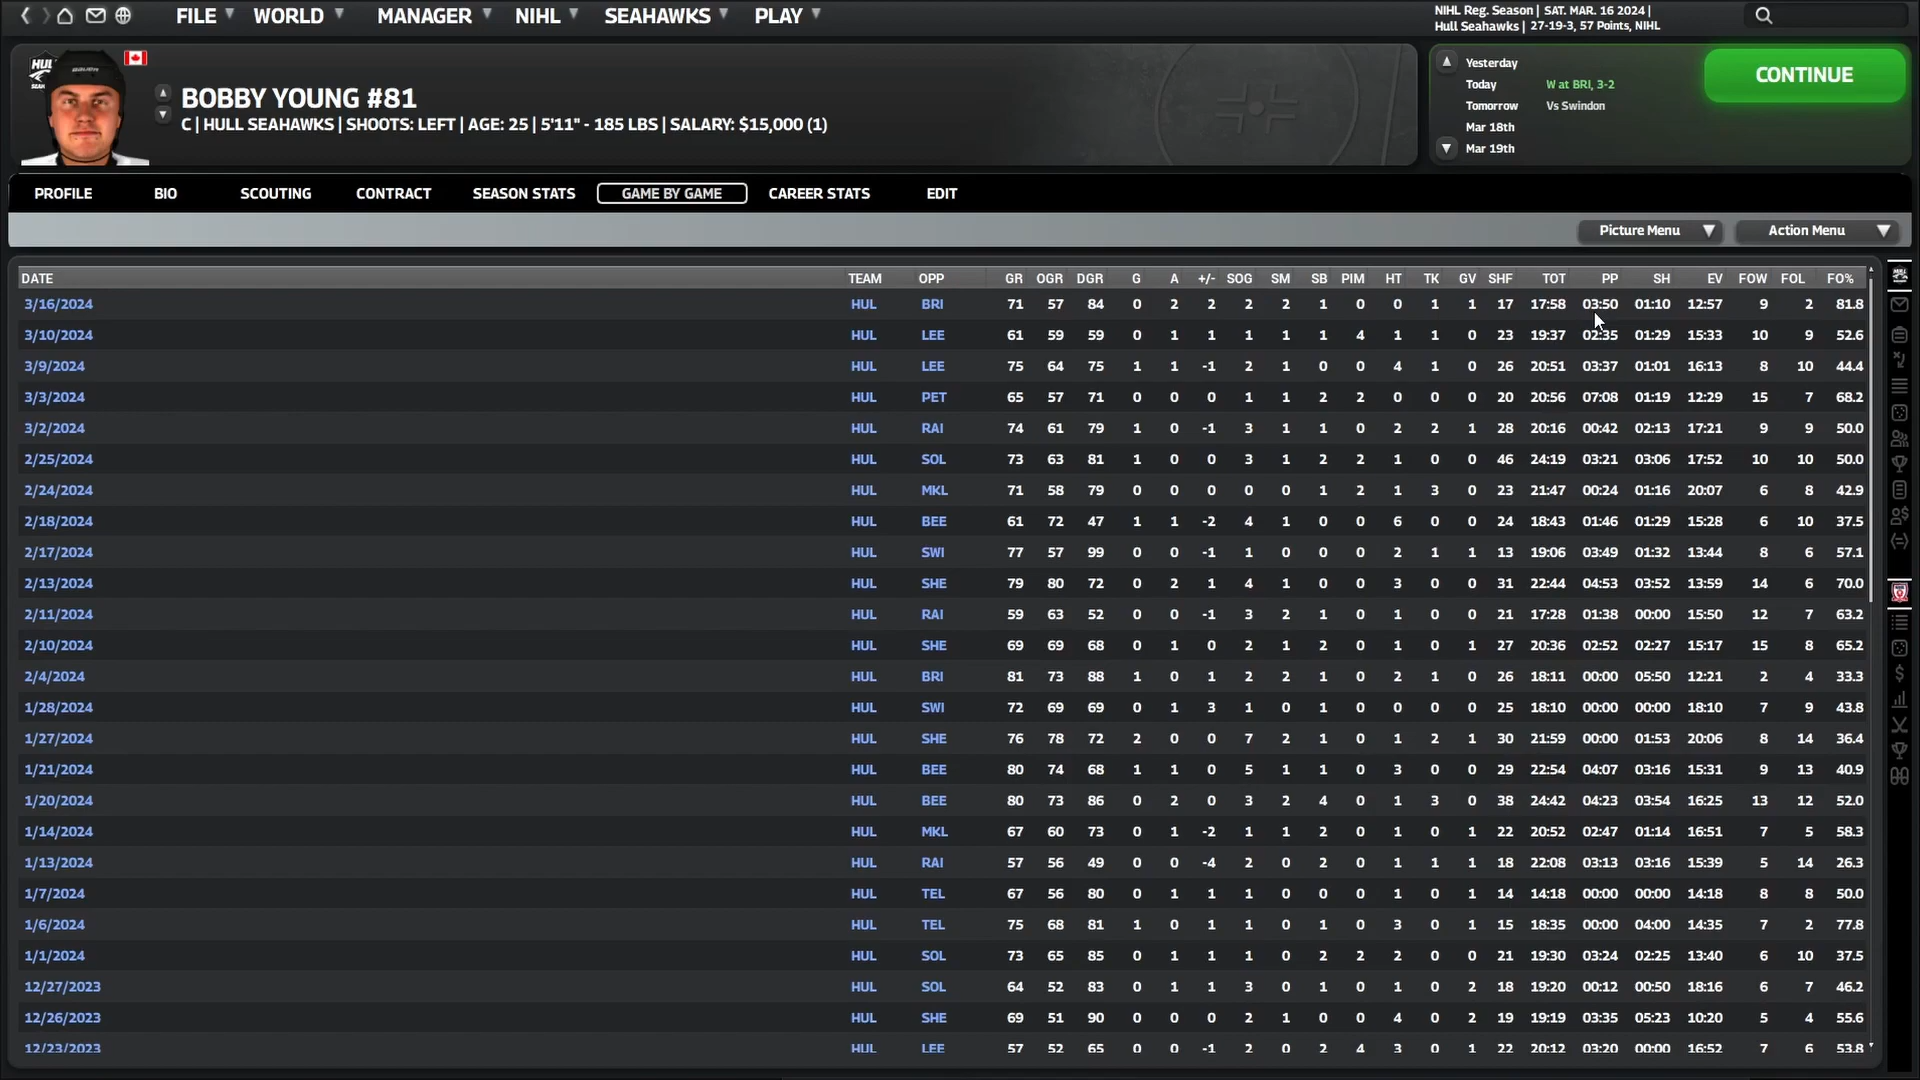 FILE WORLD MANAGER NIHL SEAHAWKS PLAY
NIHL Reg. Season | SAT. MAR. 16 2024 |
Hull Seahawks | 27-19-3, 57 Points, NIHL
BOBBY YOUNG #81
C | HULL SEAHAWKS | SHOOTS: LEFT | AGE: 25 | 5'11" - 185 LBS | SALARY: $15,000 (1)
Yesterday
Today W at BRI, 3-2
Tomorrow Vs Swindon
Mar 18th
Mar 19th
CONTINUE
PROFILE BIO SCOUTING CONTRACT SEASON STATS GAME BY GAME CAREER STATS EDIT
Picture Menu Action Menu
DATE TEAM OPP GR OGR DGR G A +/- SOG SM SB PIM HT TK GV SHF TOT PP SH EV FOW FOL FO%
3/16/2024 HUL BRI 71 57 84 0 2 2 2 2 1 0 0 1 1 17 17:58 03:50 01:10 12:57 9 2 81.8
3/10/2024 HUL LEE 61 59 59 0 1 1 1 1 1 4 1 1 0 23 19:37 02:35 01:29 15:33 10 9 52.6
3/9/2024 HUL LEE 75 64 75 1 1 -1 2 1 0 0 4 1 0 26 20:51 03:37 01:01 16:13 8 10 44.4
3/3/2024 HUL PET 65 57 71 0 0 0 1 1 2 2 0 0 0 20 20:56 07:08 01:19 12:29 15 7 68.2
3/2/2024 HUL RAI 74 61 79 1 0 -1 3 1 1 0 2 2 1 28 20:16 00:42 02:13 17:21 9 9 50.0
2/25/2024 HUL SOL 73 63 81 1 0 0 3 1 2 2 1 0 0 46 24:19 03:21 03:06 17:52 10 10 50.0
2/24/2024 HUL MKL 71 58 79 0 0 0 0 0 1 2 1 3 0 23 21:47 00:24 01:16 20:07 6 8 42.9
2/18/2024 HUL BEE 61 72 47 1 1 -2 4 1 0 0 6 0 0 24 18:43 01:46 01:29 15:28 6 10 37.5
2/17/2024 HUL SWI 77 57 99 0 0 -1 1 0 0 0 2 1 1 13 19:06 03:49 01:32 13:44 8 6 57.1
2/13/2024 HUL SHE 79 80 72 0 2 1 4 1 0 0 3 0 0 31 22:44 04:53 03:52 13:59 14 6 70.0
2/11/2024 HUL RAI 59 63 52 0 0 -1 3 2 1 0 1 0 0 21 17:28 01:38 00:00 15:50 12 7 63.2
2/10/2024 HUL SHE 69 69 68 0 1 0 2 1 2 0 1 0 1 27 20:36 02:52 02:27 15:17 15 8 65.2
2/4/2024 HUL BRI 81 73 88 1 0 1 2 2 1 0 2 1 0 26 18:11 00:00 05:50 12:21 2 4 33.3
1/28/2024 HUL SWI 72 69 69 0 1 3 1 0 1 0 0 0 0 25 18:10 00:00 00:00 18:10 7 9 43.8
1/27/2024 HUL SHE 76 78 72 2 0 0 7 2 1 0 1 2 1 30 21:59 00:00 01:53 20:06 8 14 36.4
1/21/2024 HUL BEE 80 74 68 1 1 0 5 1 1 0 3 0 0 29 22:54 04:07 03:16 15:31 9 13 40.9
1/20/2024 HUL BEE 80 73 86 0 2 0 3 2 4 0 1 3 0 38 24:42 04:23 03:54 16:25 13 12 52.0
1/14/2024 HUL MKL 67 60 73 0 1 -2 1 1 2 0 1 0 1 22 20:52 02:47 01:14 16:51 7 5 58.3
1/13/2024 HUL RAI 57 56 49 0 0 -4 2 0 2 0 1 1 1 18 22:08 03:13 03:16 15:39 5 14 26.3
1/7/2024 HUL TEL 67 56 80 0 1 1 1 0 0 0 1 0 1 14 14:18 00:00 00:00 14:18 8 8 50.0
1/6/2024 HUL TEL 75 68 81 1 0 1 1 0 1 0 3 0 1 15 18:35 00:00 04:00 14:35 7 2 77.8
1/1/2024 HUL SOL 73 65 85 0 1 1 1 0 2 2 2 0 0 21 19:30 03:24 02:25 13:40 6 10 37.5
12/27/2023 HUL SOL 64 52 83 0 1 1 3 0 1 0 1 0 2 18 19:20 00:12 00:50 18:16 6 7 46.2
12/26/2023 HUL SHE 69 51 90 0 0 0 2 1 0 0 4 0 2 19 19:19 03:35 05:23 10:20 5 4 55.6
12/23/2023 HUL LEE 57 52 65 0 0 -1 2 0 2 4 3 0 1 22 20:12 03:20 00:00 16:52 7 6 53.8